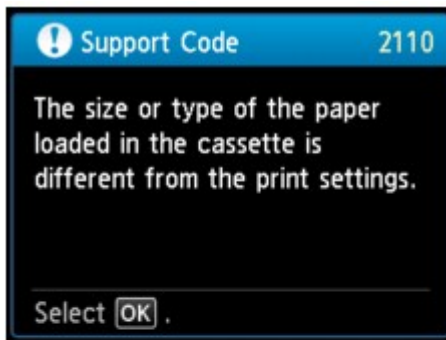 Support Code 2110
The size or type of the paper
loaded in the cassette is
different from the print settings.
Select OK .